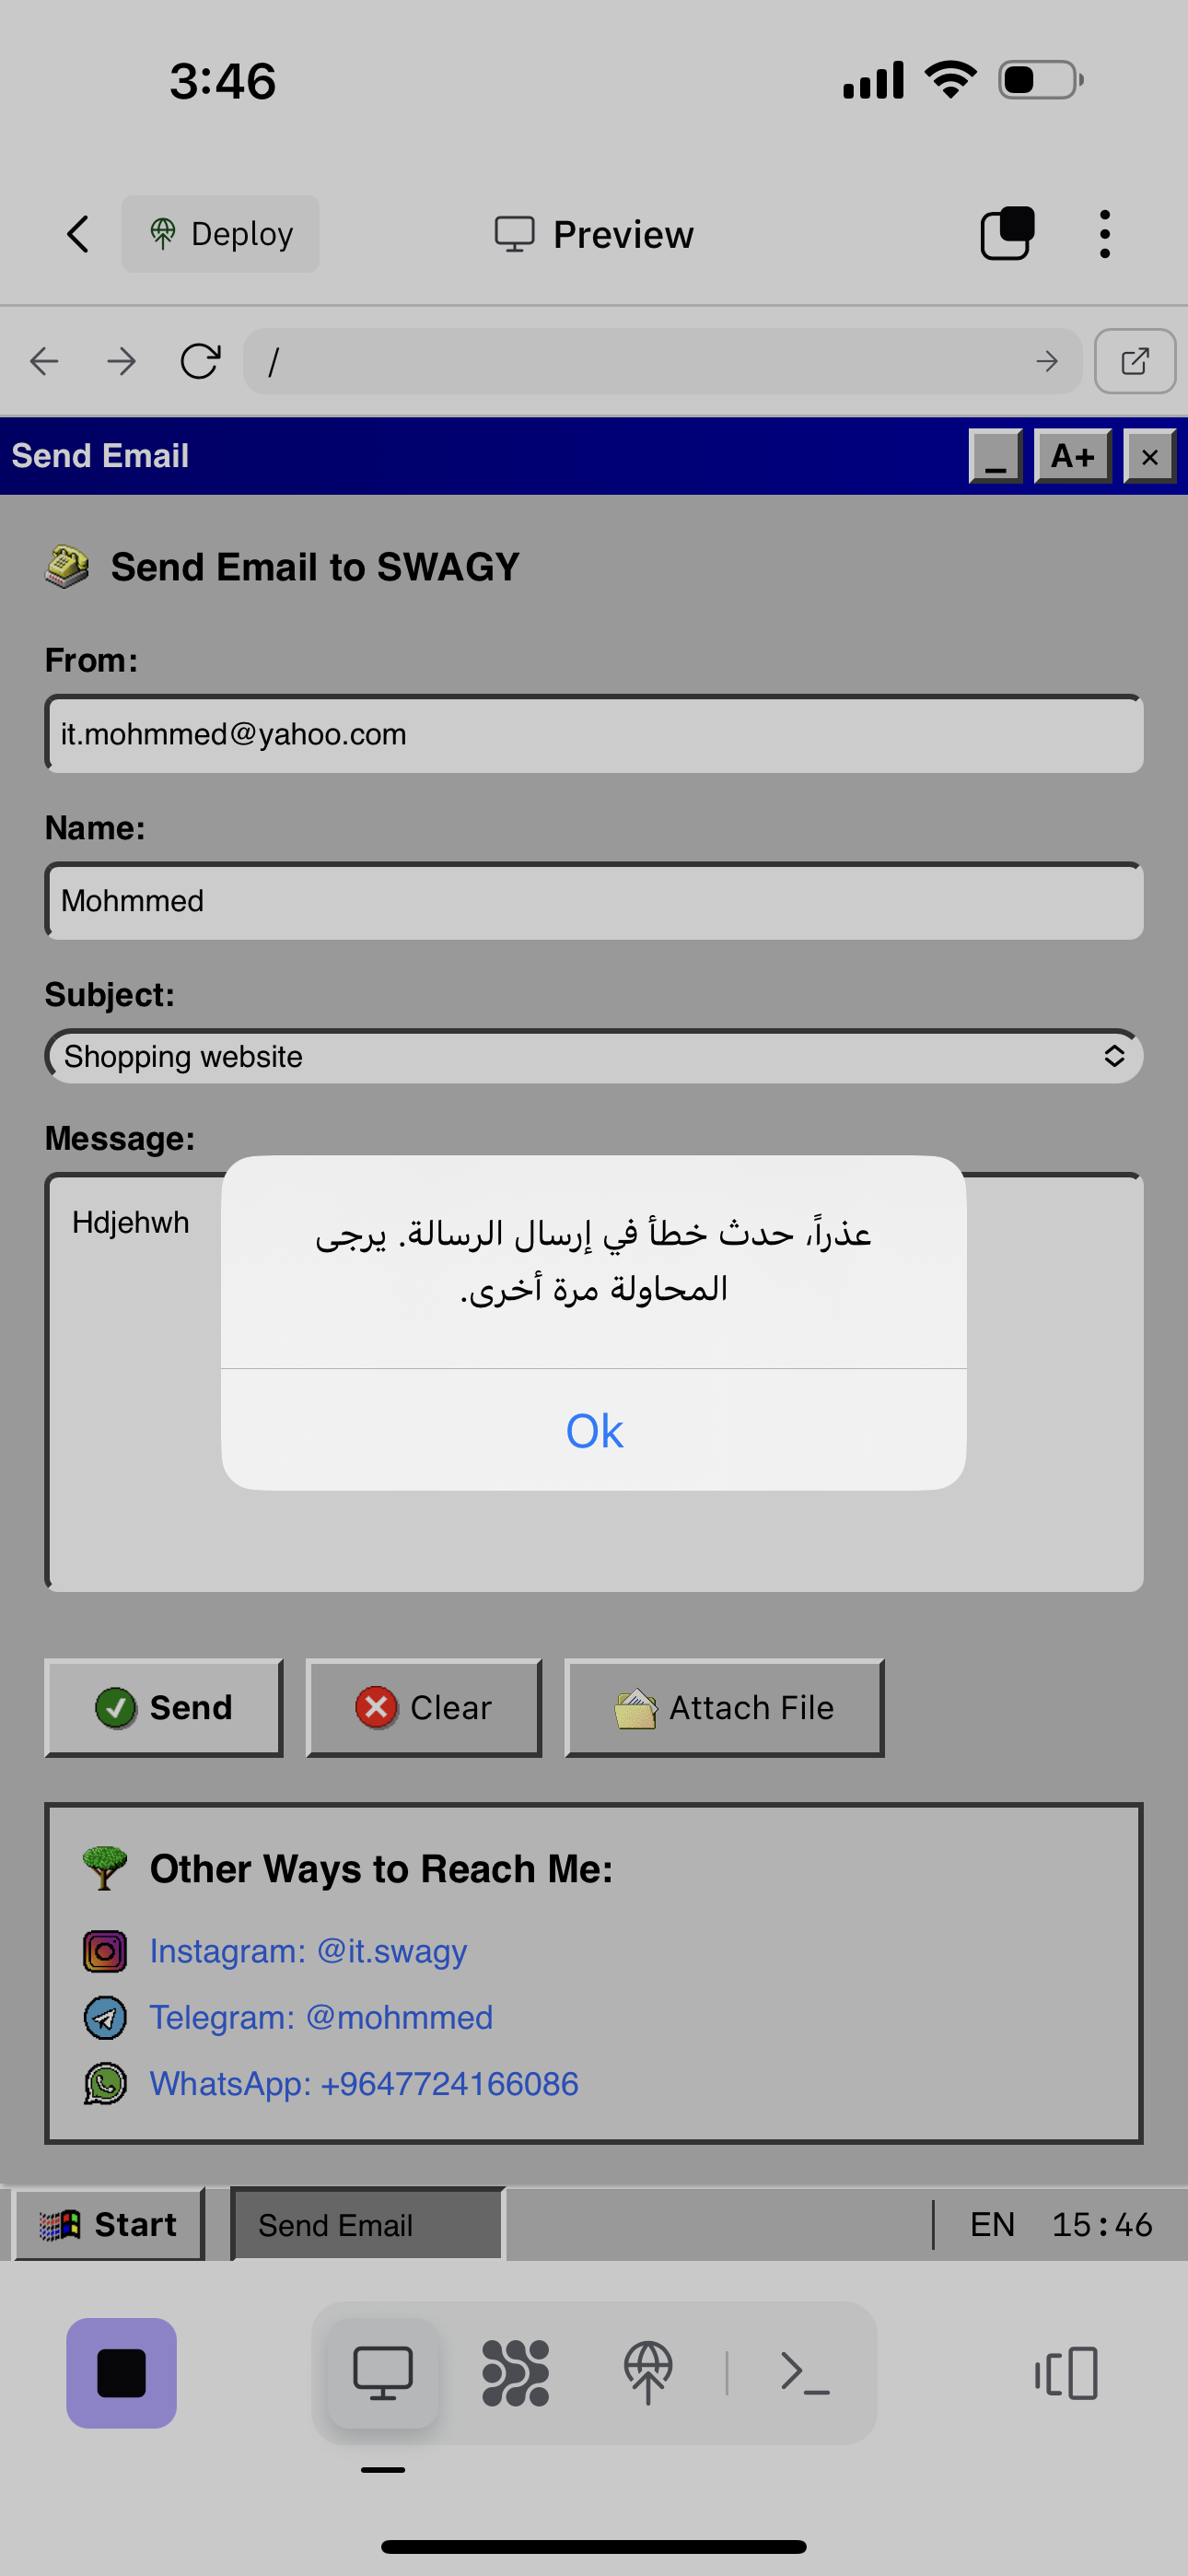 3:46
Deploy
Preview
/
Send Email
_ A+ ×
Send Email to SWAGY
From:
it.mohmmed@yahoo.com
Name:
Mohmmed
Subject:
Shopping website
Message:
Hdjehwh
عذراً، حدث خطأ في إرسال الرسالة. يرجى
المحاولة مرة أخرى.
Ok
Send
Clear
Attach File
Other Ways to Reach Me:
Instagram: @it.swagy
Telegram: @mohmmed
WhatsApp: +9647724166086
Start
Send Email
EN 15:46